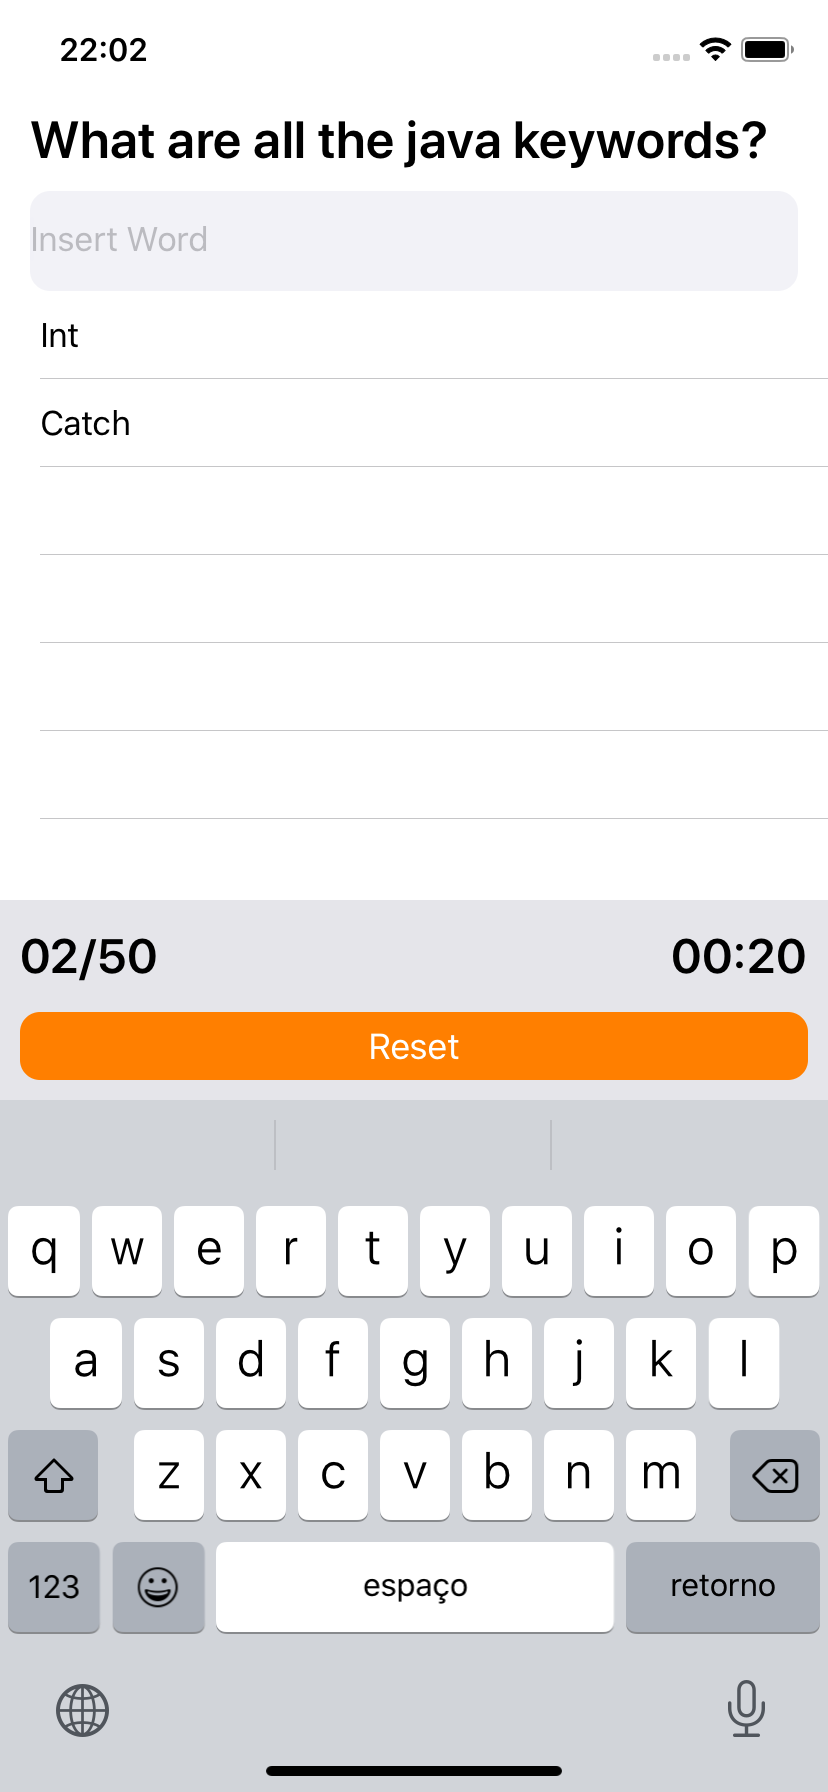 22:02
What are all the java keywords?
Insert Word
Int
Catch
02/50
00:20
Reset
q w e r t y u i o p
a s d f g h j k l
z x c v b n m
123 espaço retorno